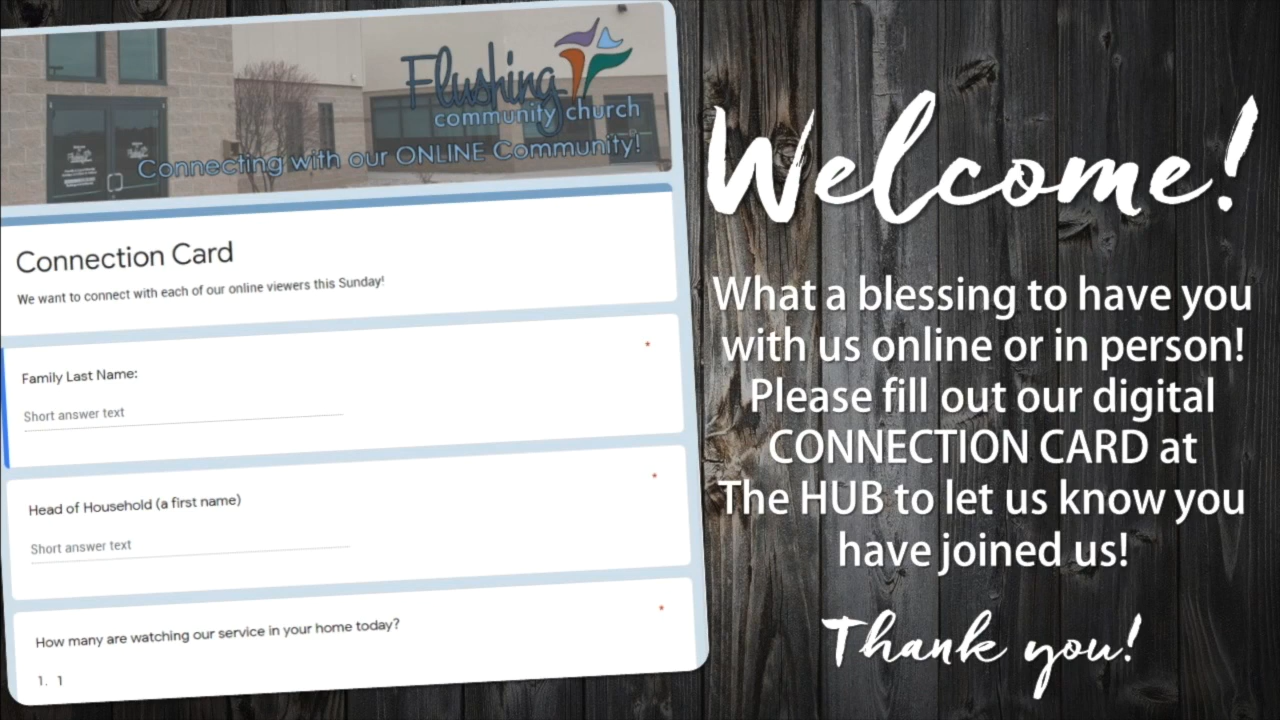 Flushing
community church
Connecting with our ONLINE Community!
Connection Card
We want to connect with each of our online viewers this Sunday!
*
Family Last Name:
Short answer text
*
Head of Household (a first name)
Short answer text
*
How many are watching our service in your home today?
1. 1
Welcome!
What a blessing to have you
with us online or in person!
Please fill out our digital
CONNECTION CARD at
The HUB to let us know you
have joined us!
Thank you!